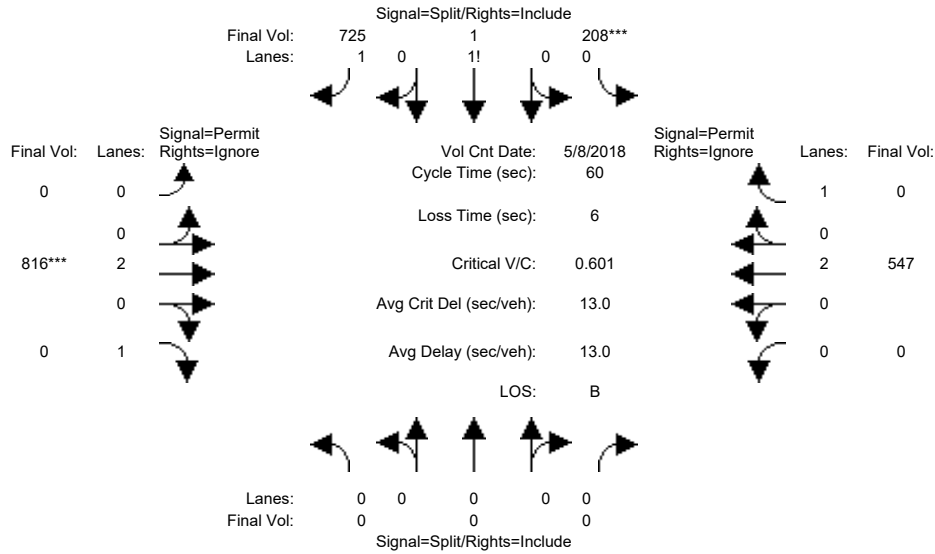 Signal=Split/Rights=Include
Final Vol: 725 1 208***
Lanes: 1 0 1! 0 0
Signal=Permit Signal=Permit
Final Vol: Lanes: Rights=Ignore Vol Cnt Date: 5/8/2018 Rights=Ignore Lanes: Final Vol:
Cycle Time (sec): 60
0 0 1 0
Loss Time (sec): 6
0 0
816*** 2 Critical V/C: 0.601 2 547
0 Avg Crit Del (sec/veh): 13.0 0
0 1 Avg Delay (sec/veh): 13.0 0 0
LOS: B
Lanes: 0 0 0 0 0
Final Vol: 0 0 0
Signal=Split/Rights=Include